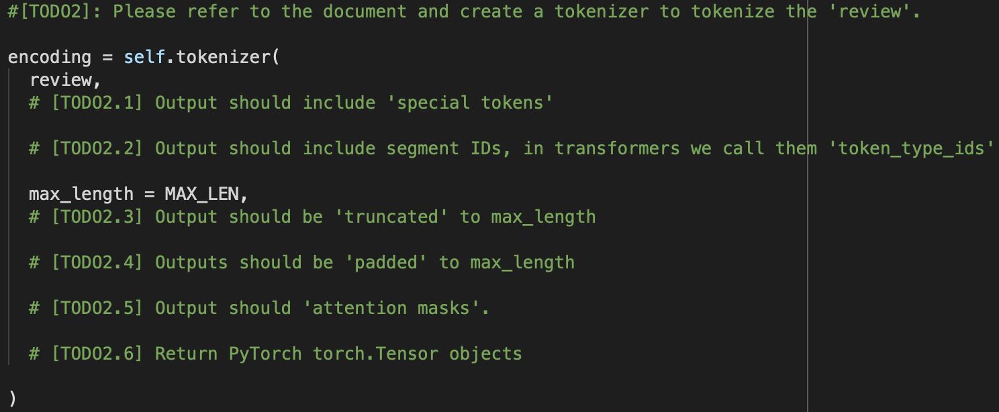 #[TODO2]: Please refer to the document and create a tokenizer to tokenize the 'review'.
encoding = self.tokenizer(
review,
# [TODO2.1] Output should include 'special tokens'
# [TODO2.2] Output should include segment IDs, in transformers we call them 'token_type_ids'
max_length = MAX_LEN,
# [TODO2.3] Output should be 'truncated' to max_length
# [TODO2.4] Outputs should be 'padded' to max_length
# [TODO2.5] Output should 'attention masks'.
# [TODO2.6] Return PyTorch torch.Tensor objects
)